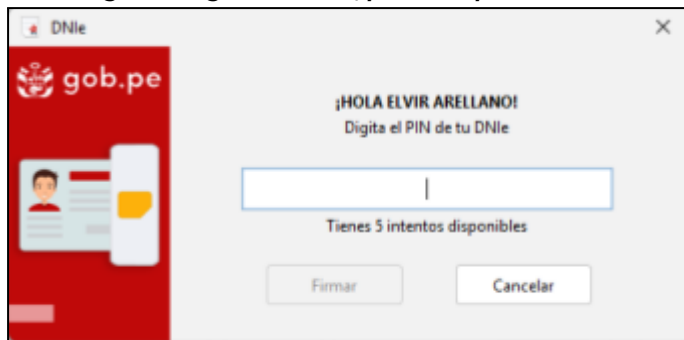 DNIe
gob.pe
¡HOLA ELVIR ARELLANO!
Digita el PIN de tu DNIe
Tienes 5 intentos disponibles
Firmar
Cancelar